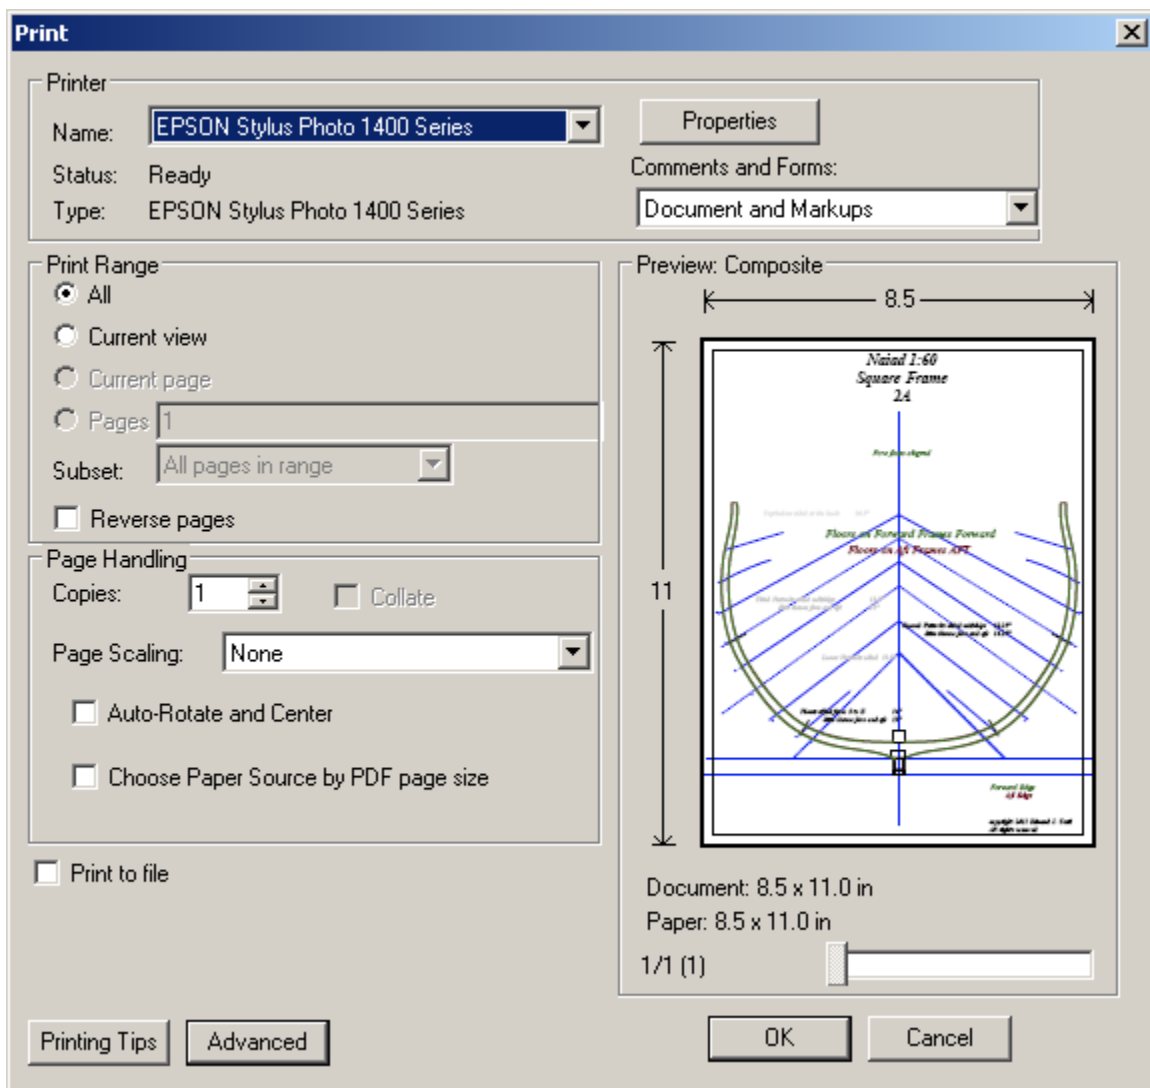 Print
Printer
Name: EPSON Stylus Photo 1400 Series
Properties
Status: Ready
Comments and Forms:
Type: EPSON Stylus Photo 1400 Series
Document and Markups
Print Range
All
Current view
Current page
Pages 1
Subset: All pages in range
Reverse pages
Page Handling
Copies: 1 Collate
Page Scaling: None
Auto-Rotate and Center
Choose Paper Source by PDF page size
Print to file
Preview: Composite
8.5
11
Naiad 1:60
Square Frame
2A
Floors on Forward Frames Forward
Floors on Aft Frames AFT
Forward Edge
Aft Edge
All rights reserved
Document: 8.5 x 11.0 in
Paper: 8.5 x 11.0 in
1/1 (1)
Printing Tips
Advanced
OK
Cancel